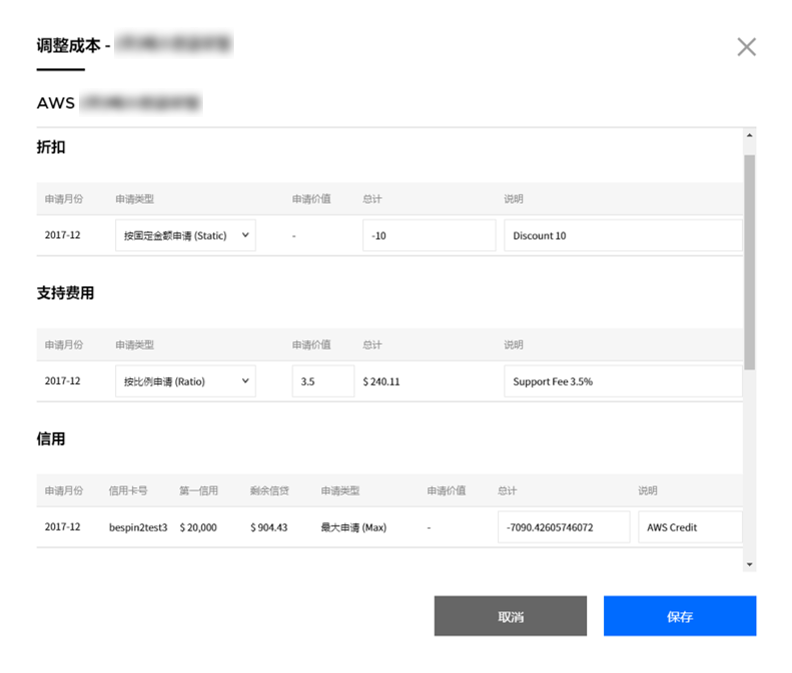 调整成本 -
AWS
折扣
申请月份 申请类型 申请价值 总计 说明
2017-12 按固定金额申请 (Static) - -10 Discount 10
支持费用
申请月份 申请类型 申请价值 总计 说明
2017-12 按比例申请 (Ratio) 3.5 $ 240.11 Support Fee 3.5%
信用
申请月份 信用卡号 第一信用 剩余信贷 申请类型 申请价值 总计 说明
2017-12 bespin2test3 $ 20,000 $ 904.43 最大申请 (Max) - -7090.42605746072 AWS Credit
取消 保存